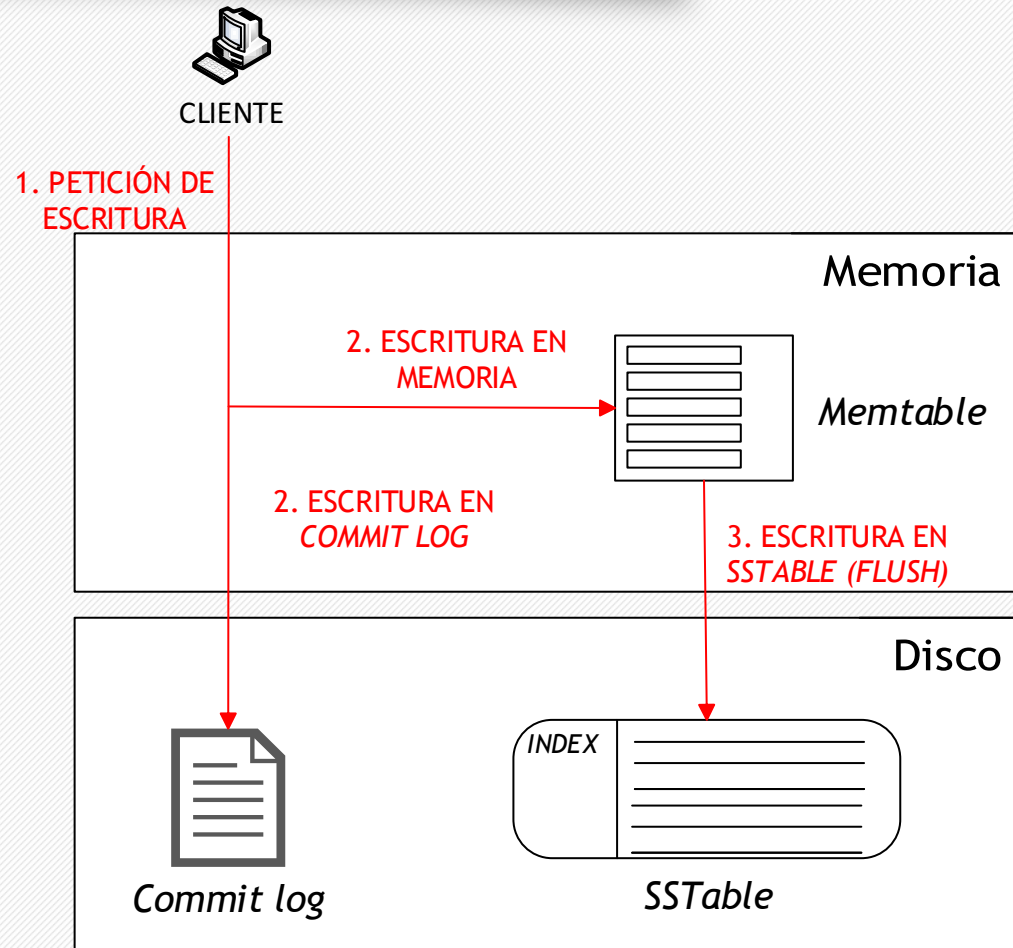 CLIENTE
1. PETICIÓN DE
ESCRITURA
Memoria
2. ESCRITURA EN
MEMORIA
Memtable
2. ESCRITURA EN
COMMIT LOG
3. ESCRITURA EN
SSTABLE (FLUSH)
Disco
INDEX
Commit log
SSTable